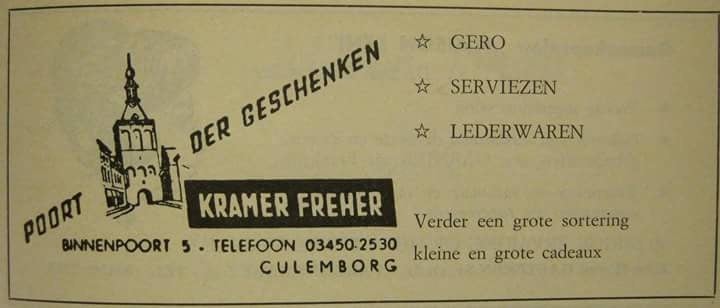 POORT DER GESCHENKEN
KRAMER FREHER
BINNENPOORT 5 - TELEFOON 03450-2530
CULEMBORG
☆ GERO
☆ SERVIEZEN
☆ LEDERWAREN
Verder een grote sortering
kleine en grote cadeaux